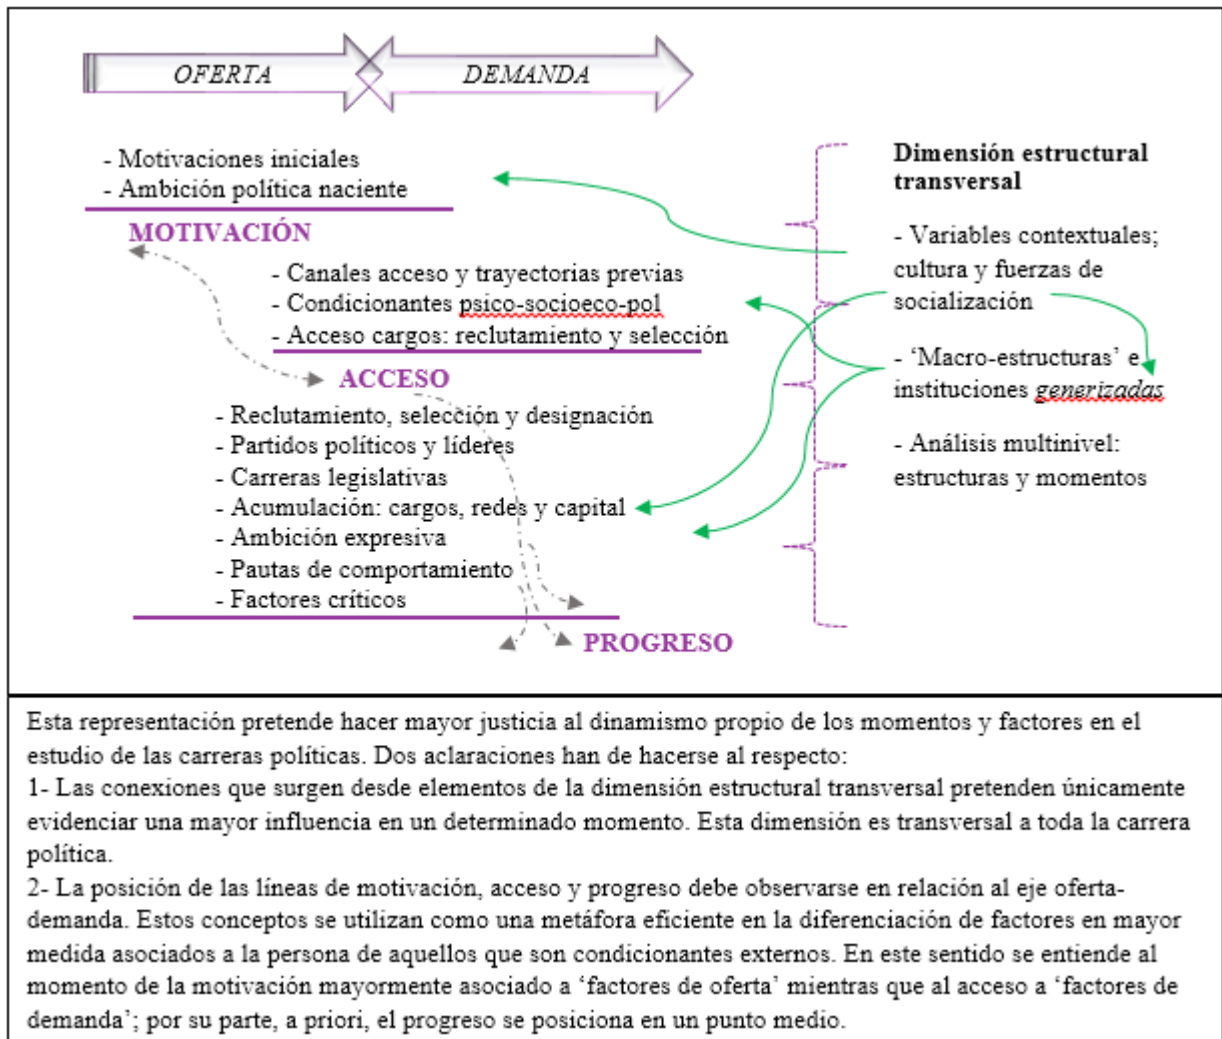 OFERTA
DEMANDA
- Motivaciones iniciales
- Ambición política naciente
MOTIVACIÓN
- Canales acceso y trayectorias previas
- Condicionantes psico-socioeco-pol
- Acceso cargos: reclutamiento y selección
ACCESO
- Reclutamiento, selección y designación
- Partidos políticos y líderes
- Carreras legislativas
- Acumulación: cargos, redes y capital
- Ambición expresiva
- Pautas de comportamiento
- Factores críticos
PROGRESO
Dimensión estructural
transversal
- Variables contextuales;
cultura y fuerzas de
socialización
- ‘Macro-estructuras’ e
instituciones generizadas
- Análisis multinivel:
estructuras y momentos
Esta representación pretende hacer mayor justicia al dinamismo propio de los momentos y factores en el
estudio de las carreras políticas. Dos aclaraciones han de hacerse al respecto:
1- Las conexiones que surgen desde elementos de la dimensión estructural transversal pretenden únicamente
evidenciar una mayor influencia en un determinado momento. Esta dimensión es transversal a toda la carrera
política.
2- La posición de las líneas de motivación, acceso y progreso debe observarse en relación al eje oferta-
demanda. Estos conceptos se utilizan como una metáfora eficiente en la diferenciación de factores en mayor
medida asociados a la persona de aquellos que son condicionantes externos. En este sentido se entiende al
momento de la motivación mayormente asociado a ‘factores de oferta’ mientras que al acceso a ‘factores de
demanda’; por su parte, a priori, el progreso se posiciona en un punto medio.